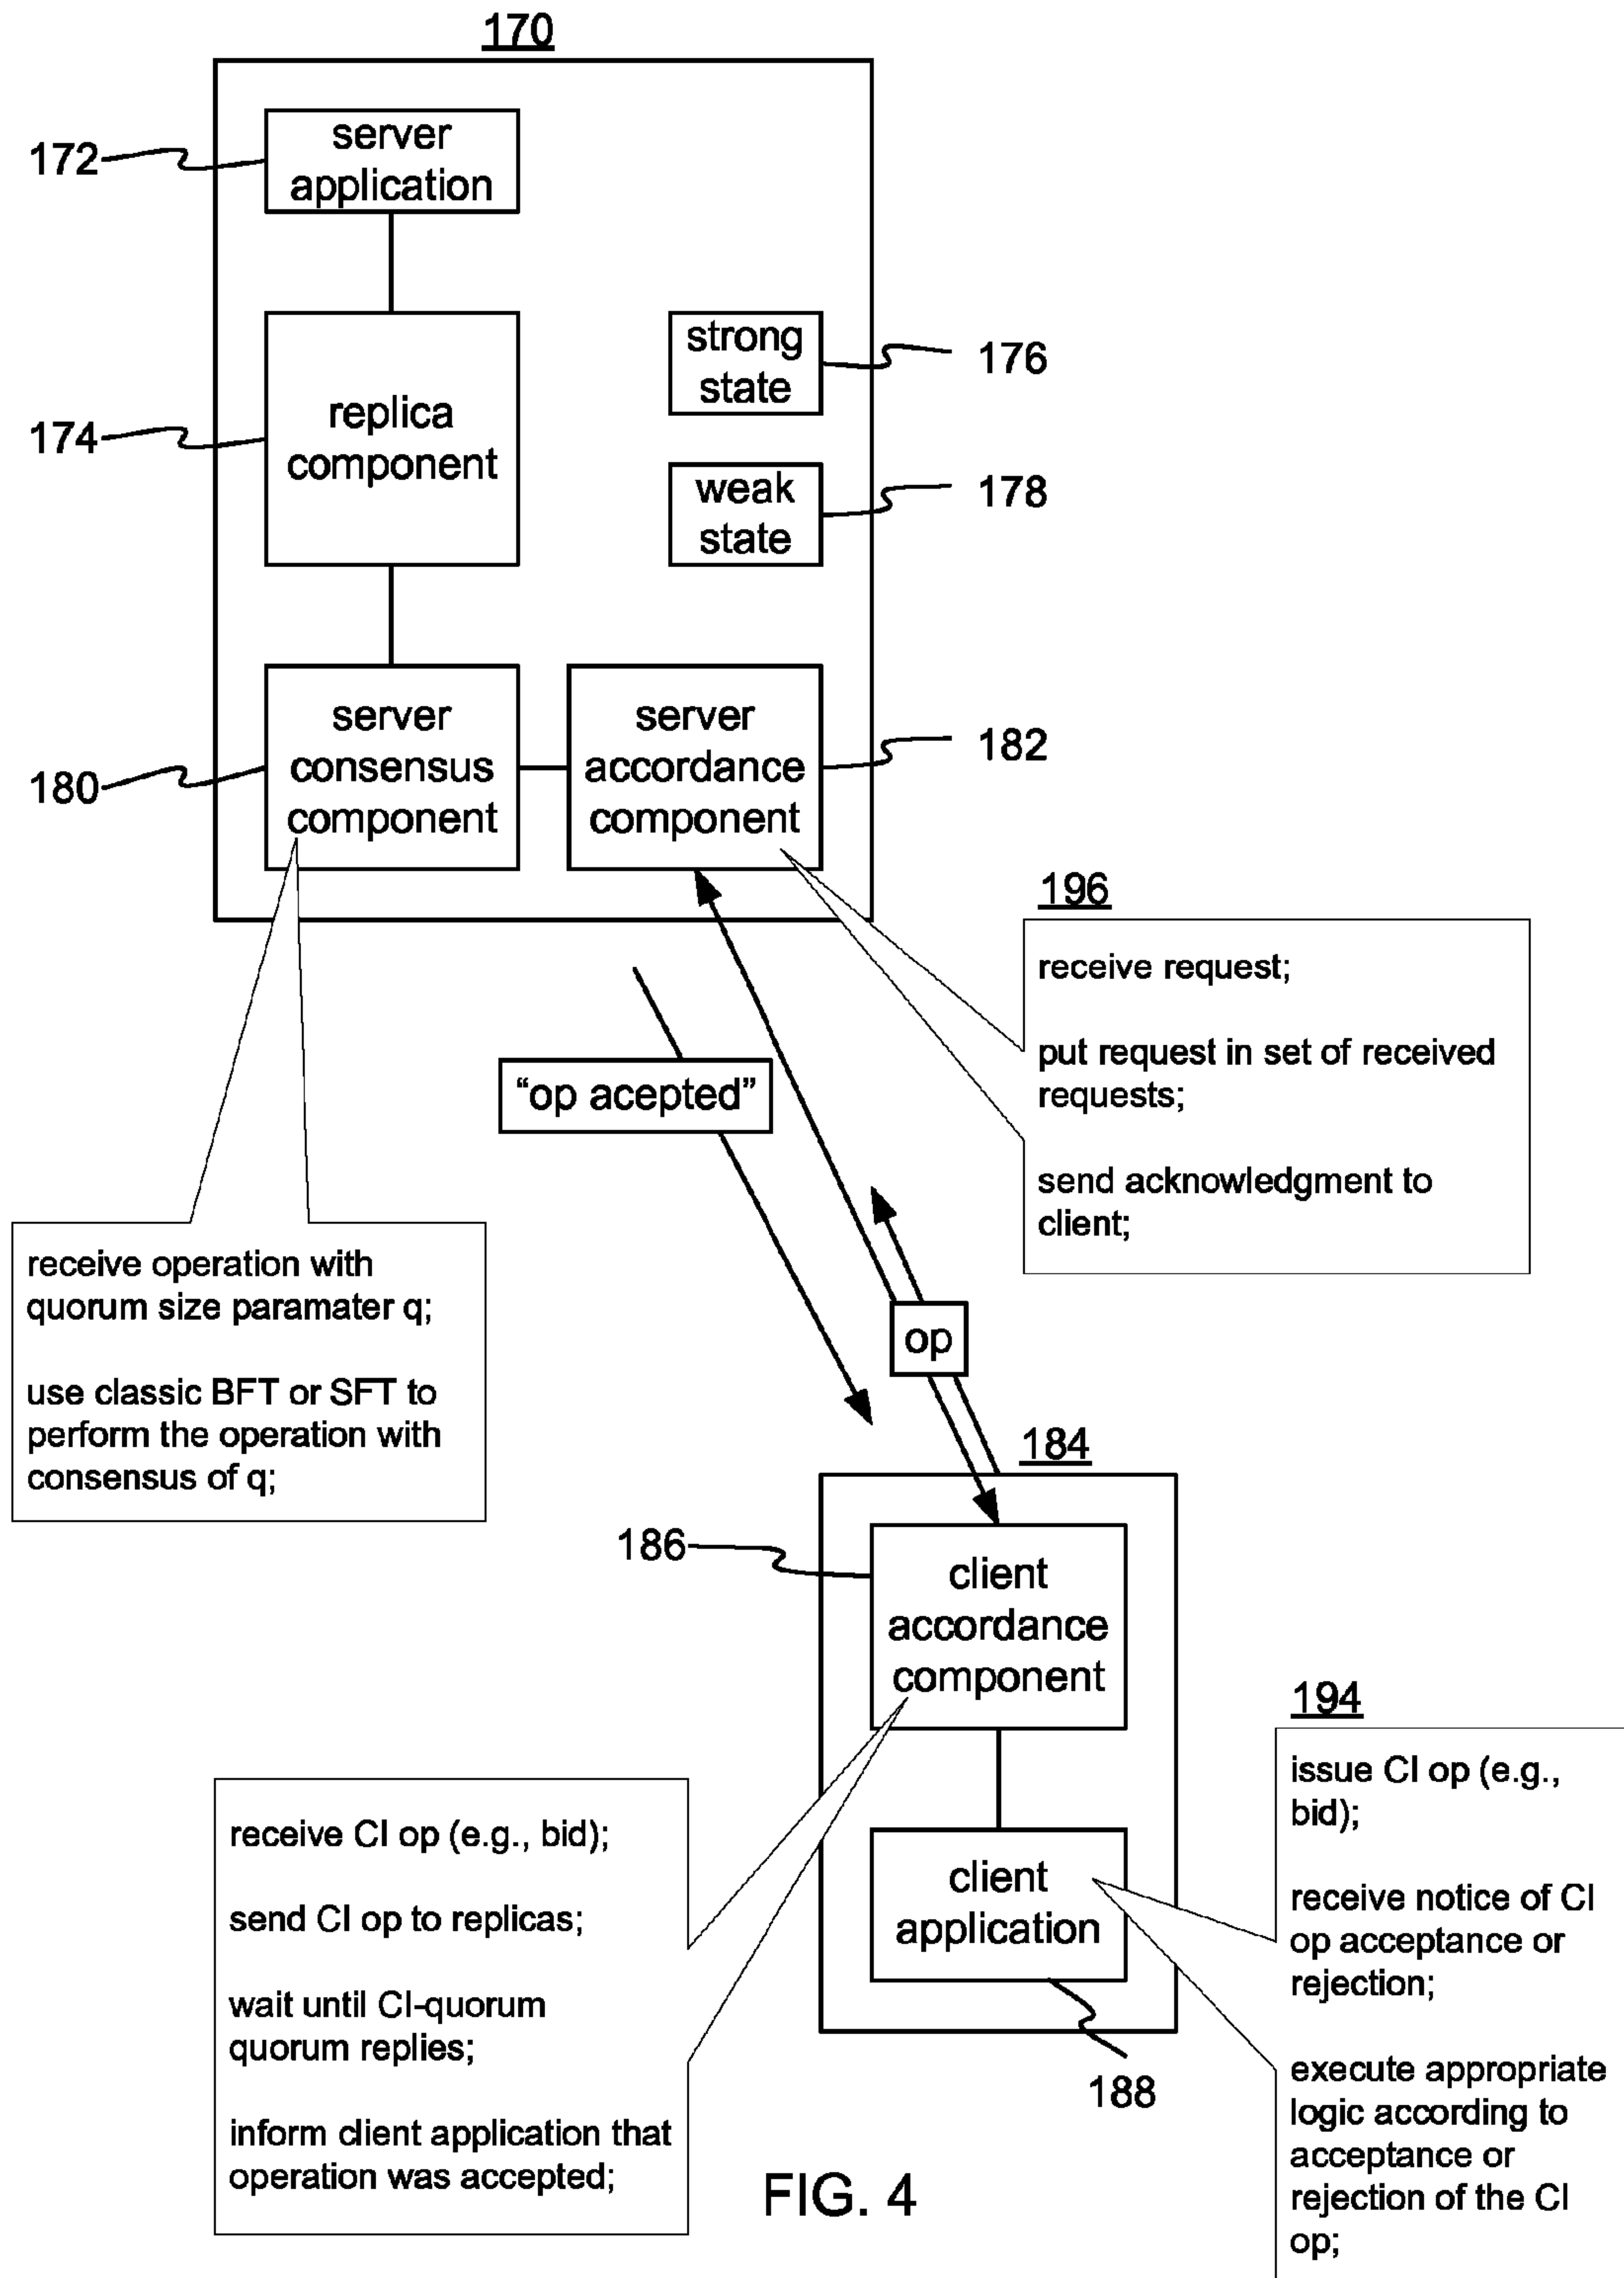 170
172
server
application
174
replica
component
strong
state
176
weak
state
178
180
server
consensus
component
server
accordance
component
182
196
receive request;
put request in set of received
requests;
send acknowledgment to
client;
“op acepted”
receive operation with
quorum size paramater q;
use classic BFT or SFT to
perform the operation with
consensus of q;
op
184
186
client
accordance
component
receive CI op (e.g., bid);
send CI op to replicas;
wait until CI-quorum
quorum replies;
inform client application that
operation was accepted;
client
application
188
194
issue CI op (e.g.,
bid);
receive notice of CI
op acceptance or
rejection;
execute appropriate
logic according to
acceptance or
rejection of the CI
op;
FIG. 4